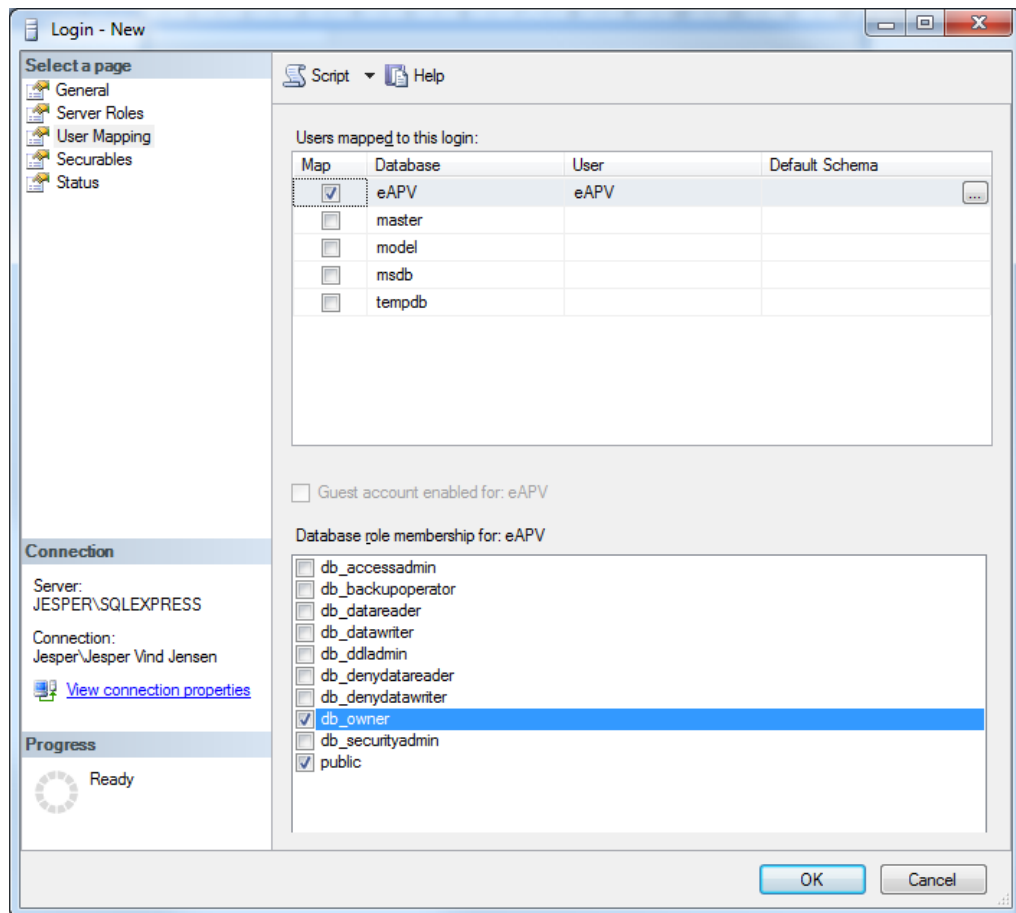 Login - New
Select a page
General
Server Roles
User Mapping
Securables
Status
Script Help
Users mapped to this login:
Map Database User Default Schema
eAPV eAPV ...
master
model
msdb
tempdb
Guest account enabled for: eAPV
Database role membership for: eAPV
db_accessadmin
db_backupoperator
db_datareader
db_datawriter
db_ddladmin
db_denydatareader
db_denydatawriter
db_owner
db_securityadmin
public
Connection
Server:
JESPER\SQLEXPRESS
Connection:
Jesper\Jesper Vind Jensen
View connection properties
Progress
Ready
OK Cancel